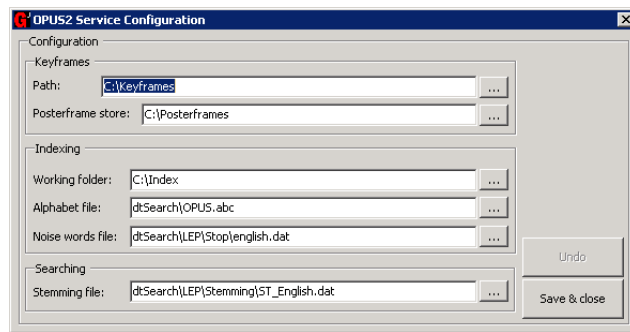 OPUS2 Service Configuration
Configuration
Keyframes
Path: C:\Keyframes ...
Posterframe store: C:\Posterframes ...
Indexing
Working folder: C:\Index ...
Alphabet file: dtSearch\OPUS.abc ...
Noise words file: dtSearch\LEP\Stop\english.dat ...
Undo
Searching
Stemming file: dtSearch\LEP\Stemming\ST_English.dat ...
Save & close